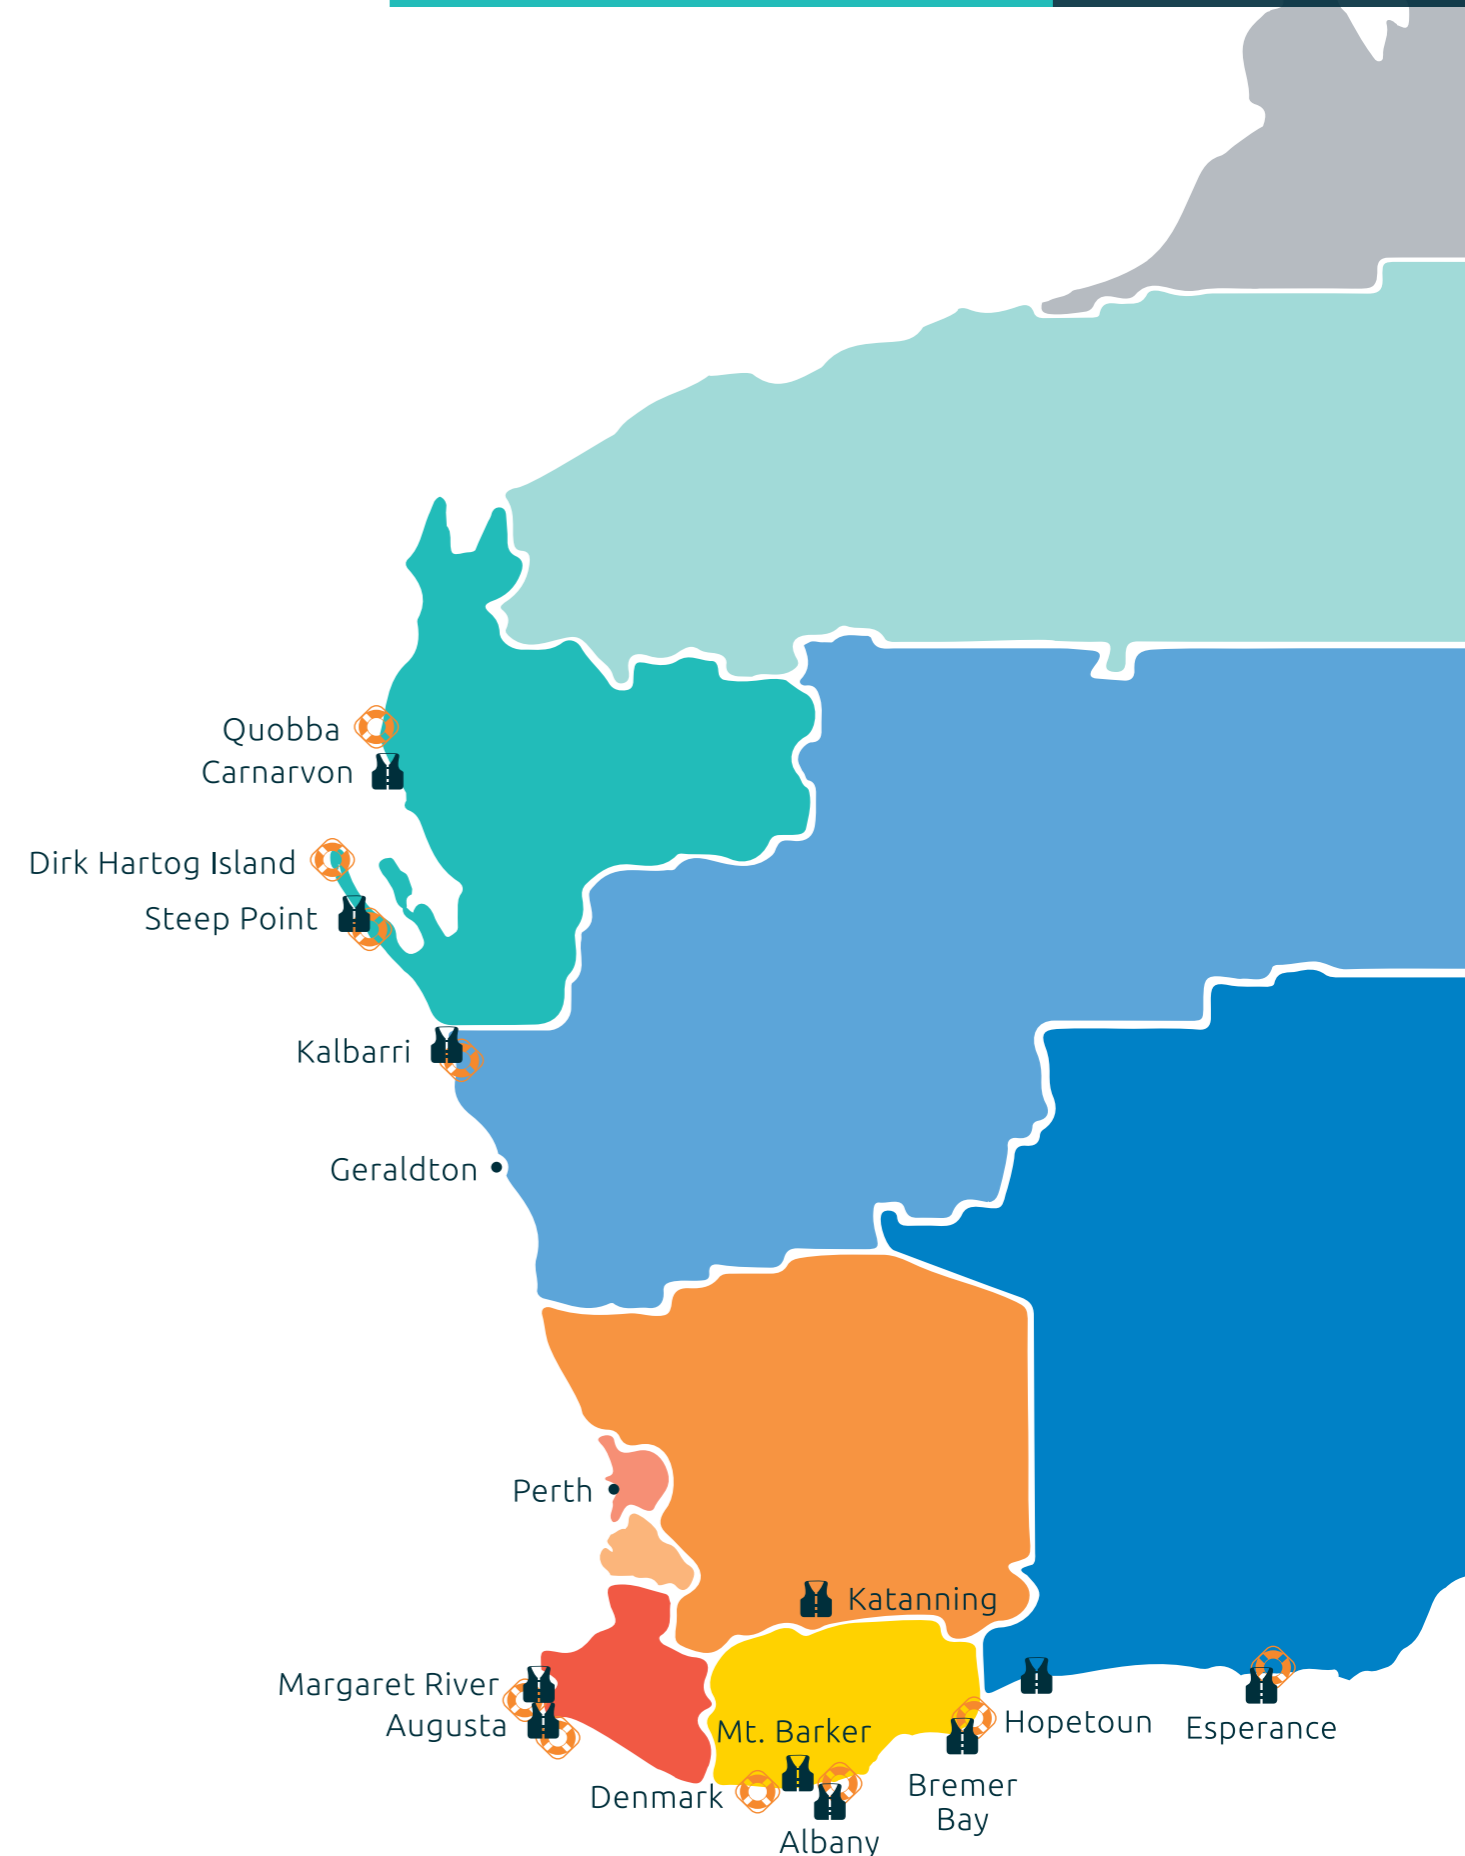 Quobba
Carnarvon
Dirk Hartog Island
Steep Point
Kalbarri
Geraldton
Perth
Katanning
Margaret River
Augusta
Mt. Barker
Hopetoun
Esperance
Denmark
Bremer
Bay
Albany